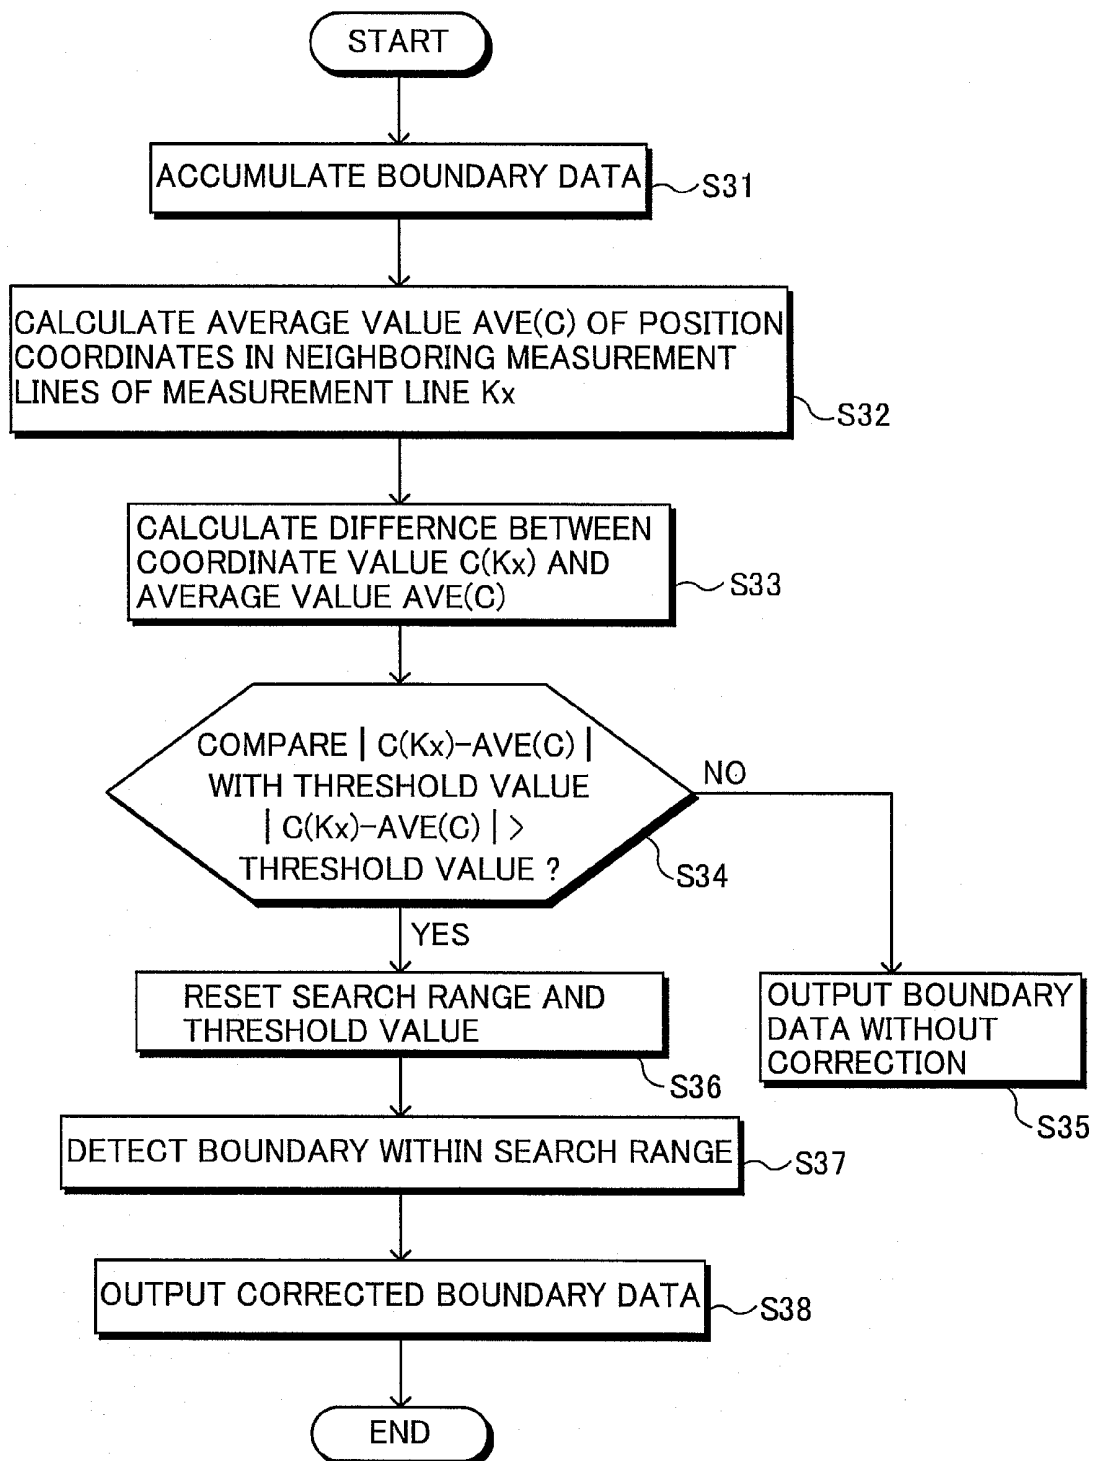 START
ACCUMULATE BOUNDARY DATA
S31
CALCULATE AVERAGE VALUE AVE(C) OF POSITION
COORDINATES IN NEIGHBORING MEASUREMENT
LINES OF MEASUREMENT LINE Kx
S32
CALCULATE DIFFERNCE BETWEEN
COORDINATE VALUE C(Kx) AND
AVERAGE VALUE AVE(C)
S33
COMPARE | C(Kx)-AVE(C) |
WITH THRESHOLD VALUE
| C(Kx)-AVE(C) | >
THRESHOLD VALUE ?
S34
NO
YES
RESET SEARCH RANGE AND
THRESHOLD VALUE
S36
OUTPUT BOUNDARY
DATA WITHOUT
CORRECTION
S35
DETECT BOUNDARY WITHIN SEARCH RANGE
S37
OUTPUT CORRECTED BOUNDARY DATA
S38
END